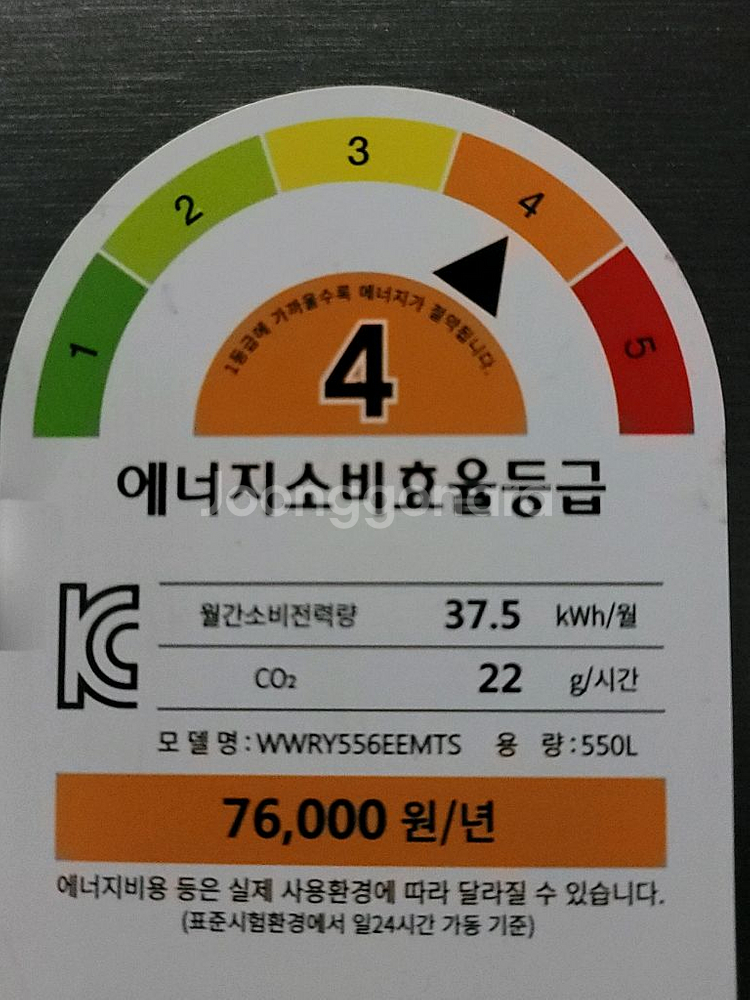 1
2
3
4
5
1등급에 가까울수록 에너지가 절약됩니다.
4
에너지소비효율등급
Joonggonara
월간소비전력량 37.5 kWh/월
CO₂ 22 g/시간
모델명:WWRY556EEMTS 용 량:550L
76,000 원/년
에너지비용 등은 실제 사용환경에 따라 달라질 수 있습니다.
(표준시험환경에서 일24시간 가동 기준)